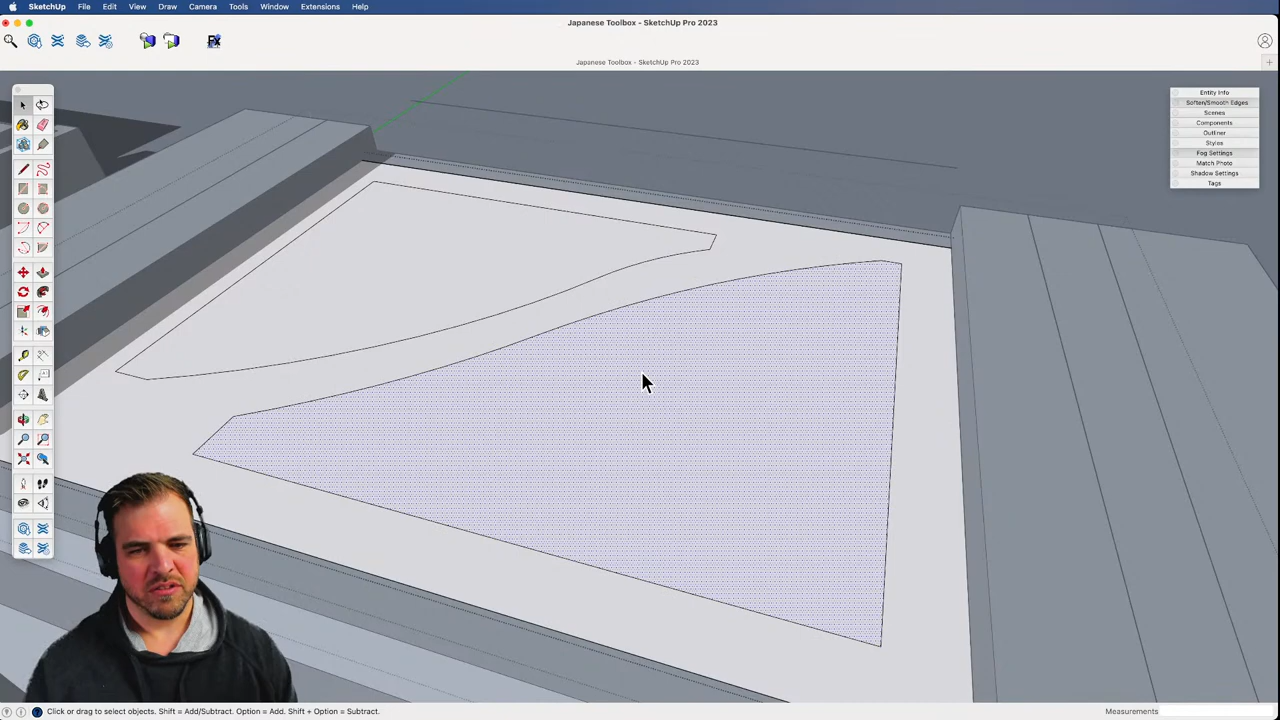 SketchUp File Edit View Draw Camera Tools Window Extensions Help
Japanese Toolbox - SketchUp Pro 2023
Japanese Toolbox - SketchUp Pro 2023
Entity Info
Soften/Smooth Edges
Scenes
Components
Outliner
Styles
Fog Settings
Match Photo
Shadow Settings
Tags
Click or drag to select objects. Shift = Add/Subtract. Option = Add. Shift + Option = Subtract.
Measurements